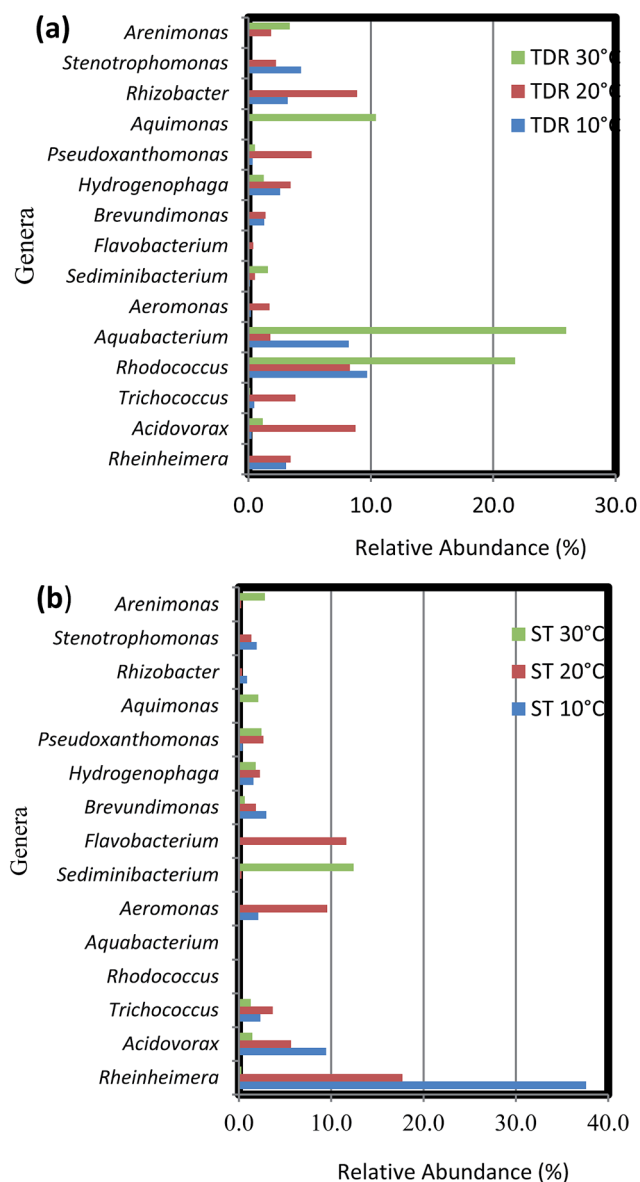 (a)
Arenimonas
Stenotrophomonas
Rhizobacter
Aquimonas
Pseudoxanthomonas
Hydrogenophaga
Brevundimonas
Flavobacterium
Sediminibacterium
Aeromonas
Aquabacterium
Rhodococcus
Trichococcus
Acidovorax
Rheinheimera
Genera
TDR 30°C
TDR 20°C
TDR 10°C
0.0 10.0 20.0 30.0
Relative Abundance (%)
(b)
Arenimonas
Stenotrophomonas
Rhizobacter
Aquimonas
Pseudoxanthomonas
Hydrogenophaga
Brevundimonas
Flavobacterium
Sediminibacterium
Aeromonas
Aquabacterium
Rhodococcus
Trichococcus
Acidovorax
Rheinheimera
Genera
ST 30°C
ST 20°C
ST 10°C
0.0 10.0 20.0 30.0 40.0
Relative Abundance (%)